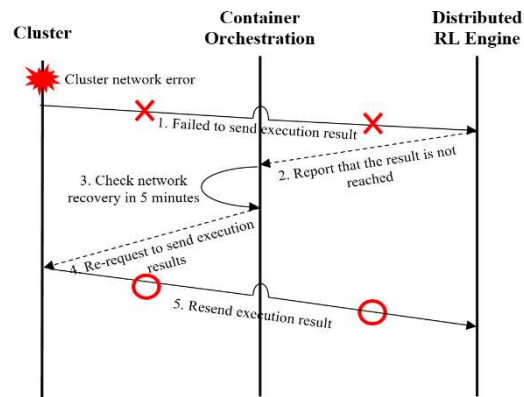 Cluster
Container
Orchestration
Distributed
RL Engine
Cluster network error
1. Failed to send execution result
2. Report that the result is not
reached
3. Check network
recovery in 5 minutes
4. Re-request to send execution
results
5. Resend execution result